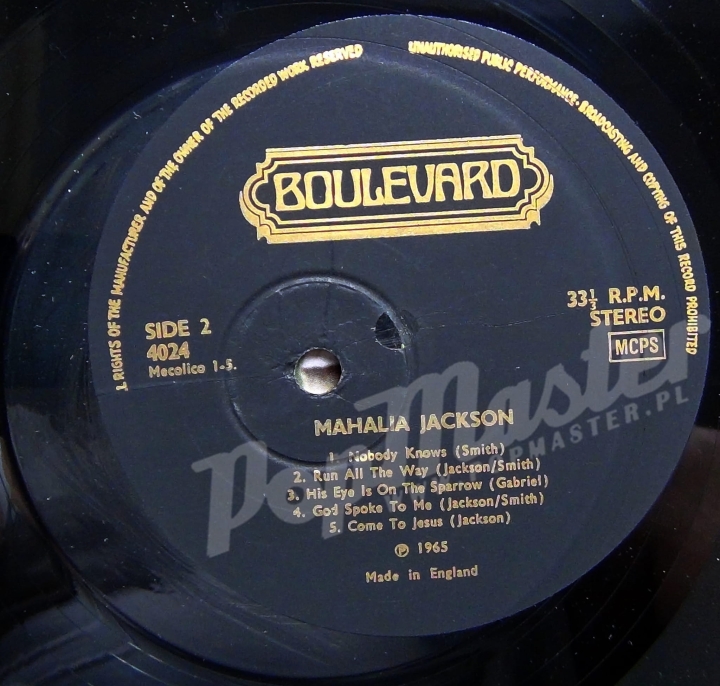 ALL RIGHTS OF THE MANUFACTURER AND OF THE OWNER OF THE RECORDED WORK RESERVED
UNAUTHORISED PUBLIC PERFORMANCE · BROADCASTING AND COPYING OF THIS RECORD PROHIBITED
BOULEVARD
SIDE 2
4024
Mecolico 1-5.
33⅓ R.P.M.
STEREO
MCPS
MAHALIA JACKSON
1. Nobody Knows (Smith)
2. Run All The Way (Jackson/Smith)
3. His Eye Is On The Sparrow (Gabriel)
4. God Spoke To Me (Jackson/Smith)
5. Come To Jesus (Jackson)
℗ 1965
Made in England
PopMaster
WWW.POPMASTER.PL